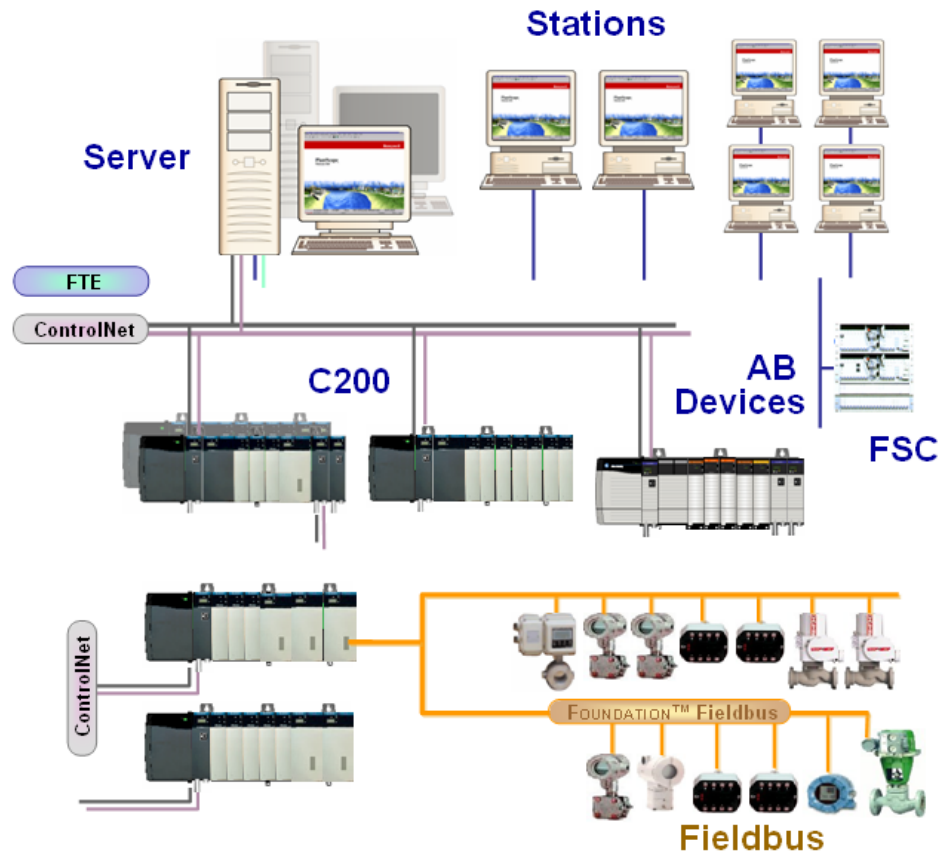 Stations
Server
FTE
ControlNet
C200
AB
Devices
FSC
ControlNet
FOUNDATION™ Fieldbus
Fieldbus